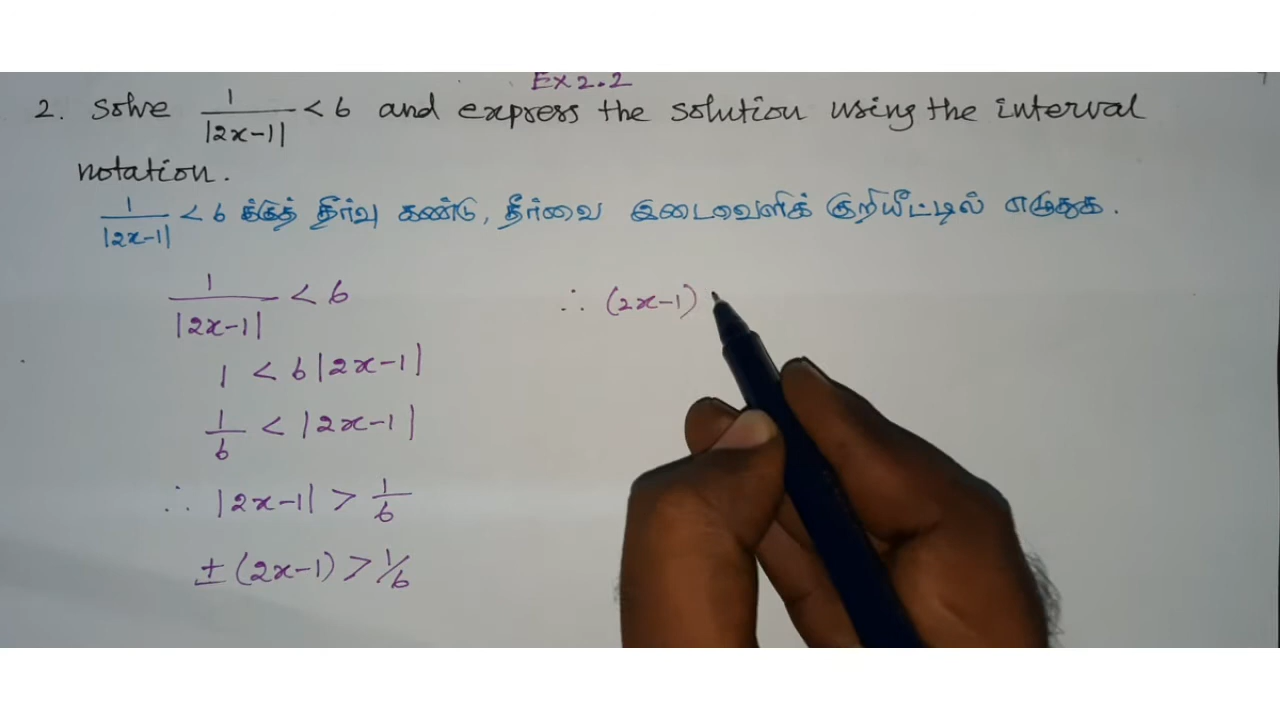 Ex 2.2
2. Solve 1/|2x-1| < 6 and express the solution using the interval
notation.
1/|2x-1| < 6 க்குத் தீர்வு கண்டு, தீர்வை இடைவெளிக் குறியீட்டில் எழுதுக.
1/|2x-1| < 6
1 < 6|2x-1|
1/6 < |2x-1|
∴ |2x-1| > 1/6
± (2x-1) > 1/6
∴ (2x-1)